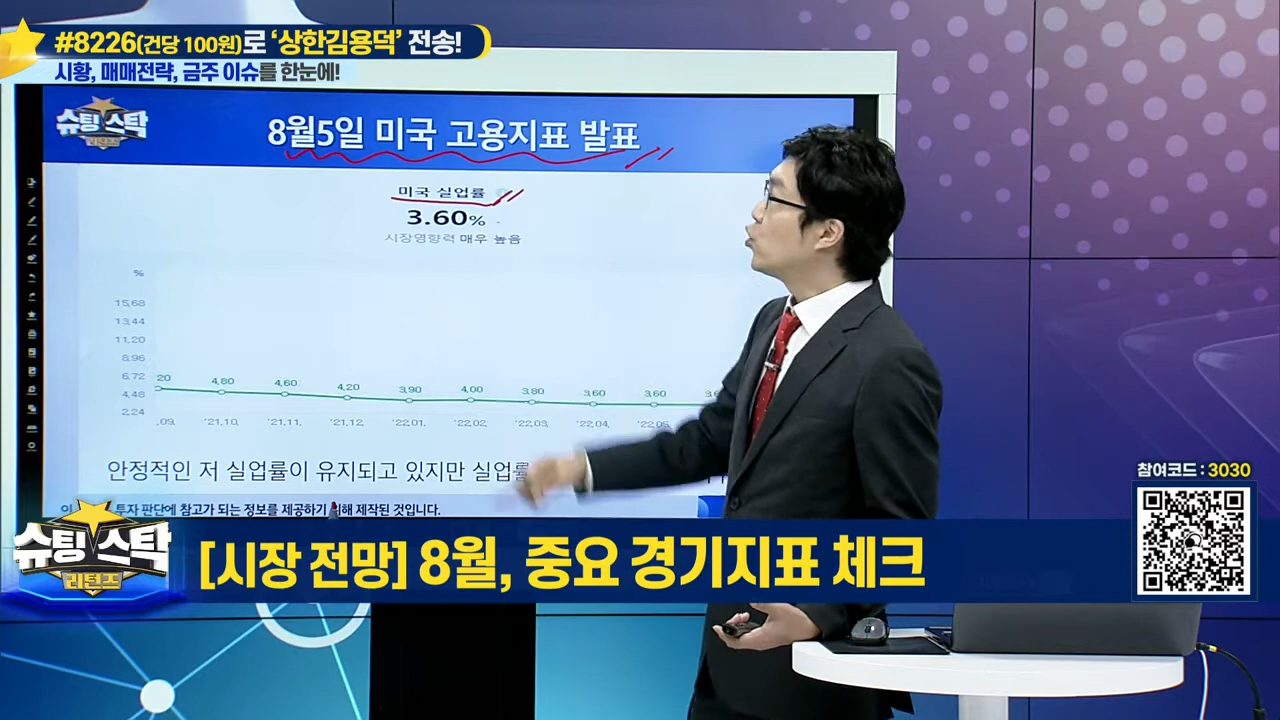 #8226(건당 100원)로 ‘상한김용덕’ 전송!
시황, 매매전략, 금주 이슈를 한눈에!
슈팅 스탁
리턴즈
8월5일 미국 고용지표 발표
미국 실업률
3.60% -
시장영향력 매우 높음
%
15,68
13,44
11,20
8,96
6,72
4,48
2,24
20 4,80 4,60 4,20 3,90 4,00 3,80 3,60 3,60 3,6
.09. '21.10. '21.11. '21.12. '22.01. '22.02. '22.03. '22.04. '22.05.
안정적인 저 실업률이 유지되고 있지만 실업률
투자 판단에 참고가 되는 정보를 제공하기 위해 제작된 것입니다.
참여코드 : 3030
슈팅 스탁
리턴즈
[시장 전망] 8월, 중요 경기지표 체크